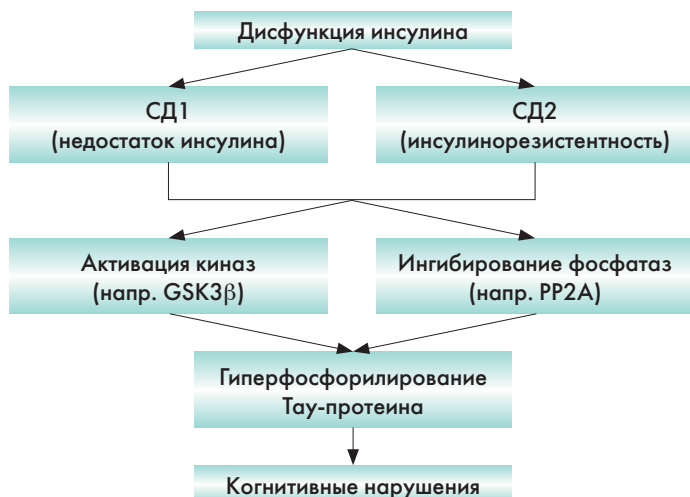 Дисфункция инсулина
СД1
(недостаток инсулина)
СД2
(инсулинорезистентность)
Активация киназ
(напр. GSK3β)
Ингибирование фосфатаз
(напр. PP2A)
Гиперфосфорилирование
Тау-протеина
Когнитивные нарушения